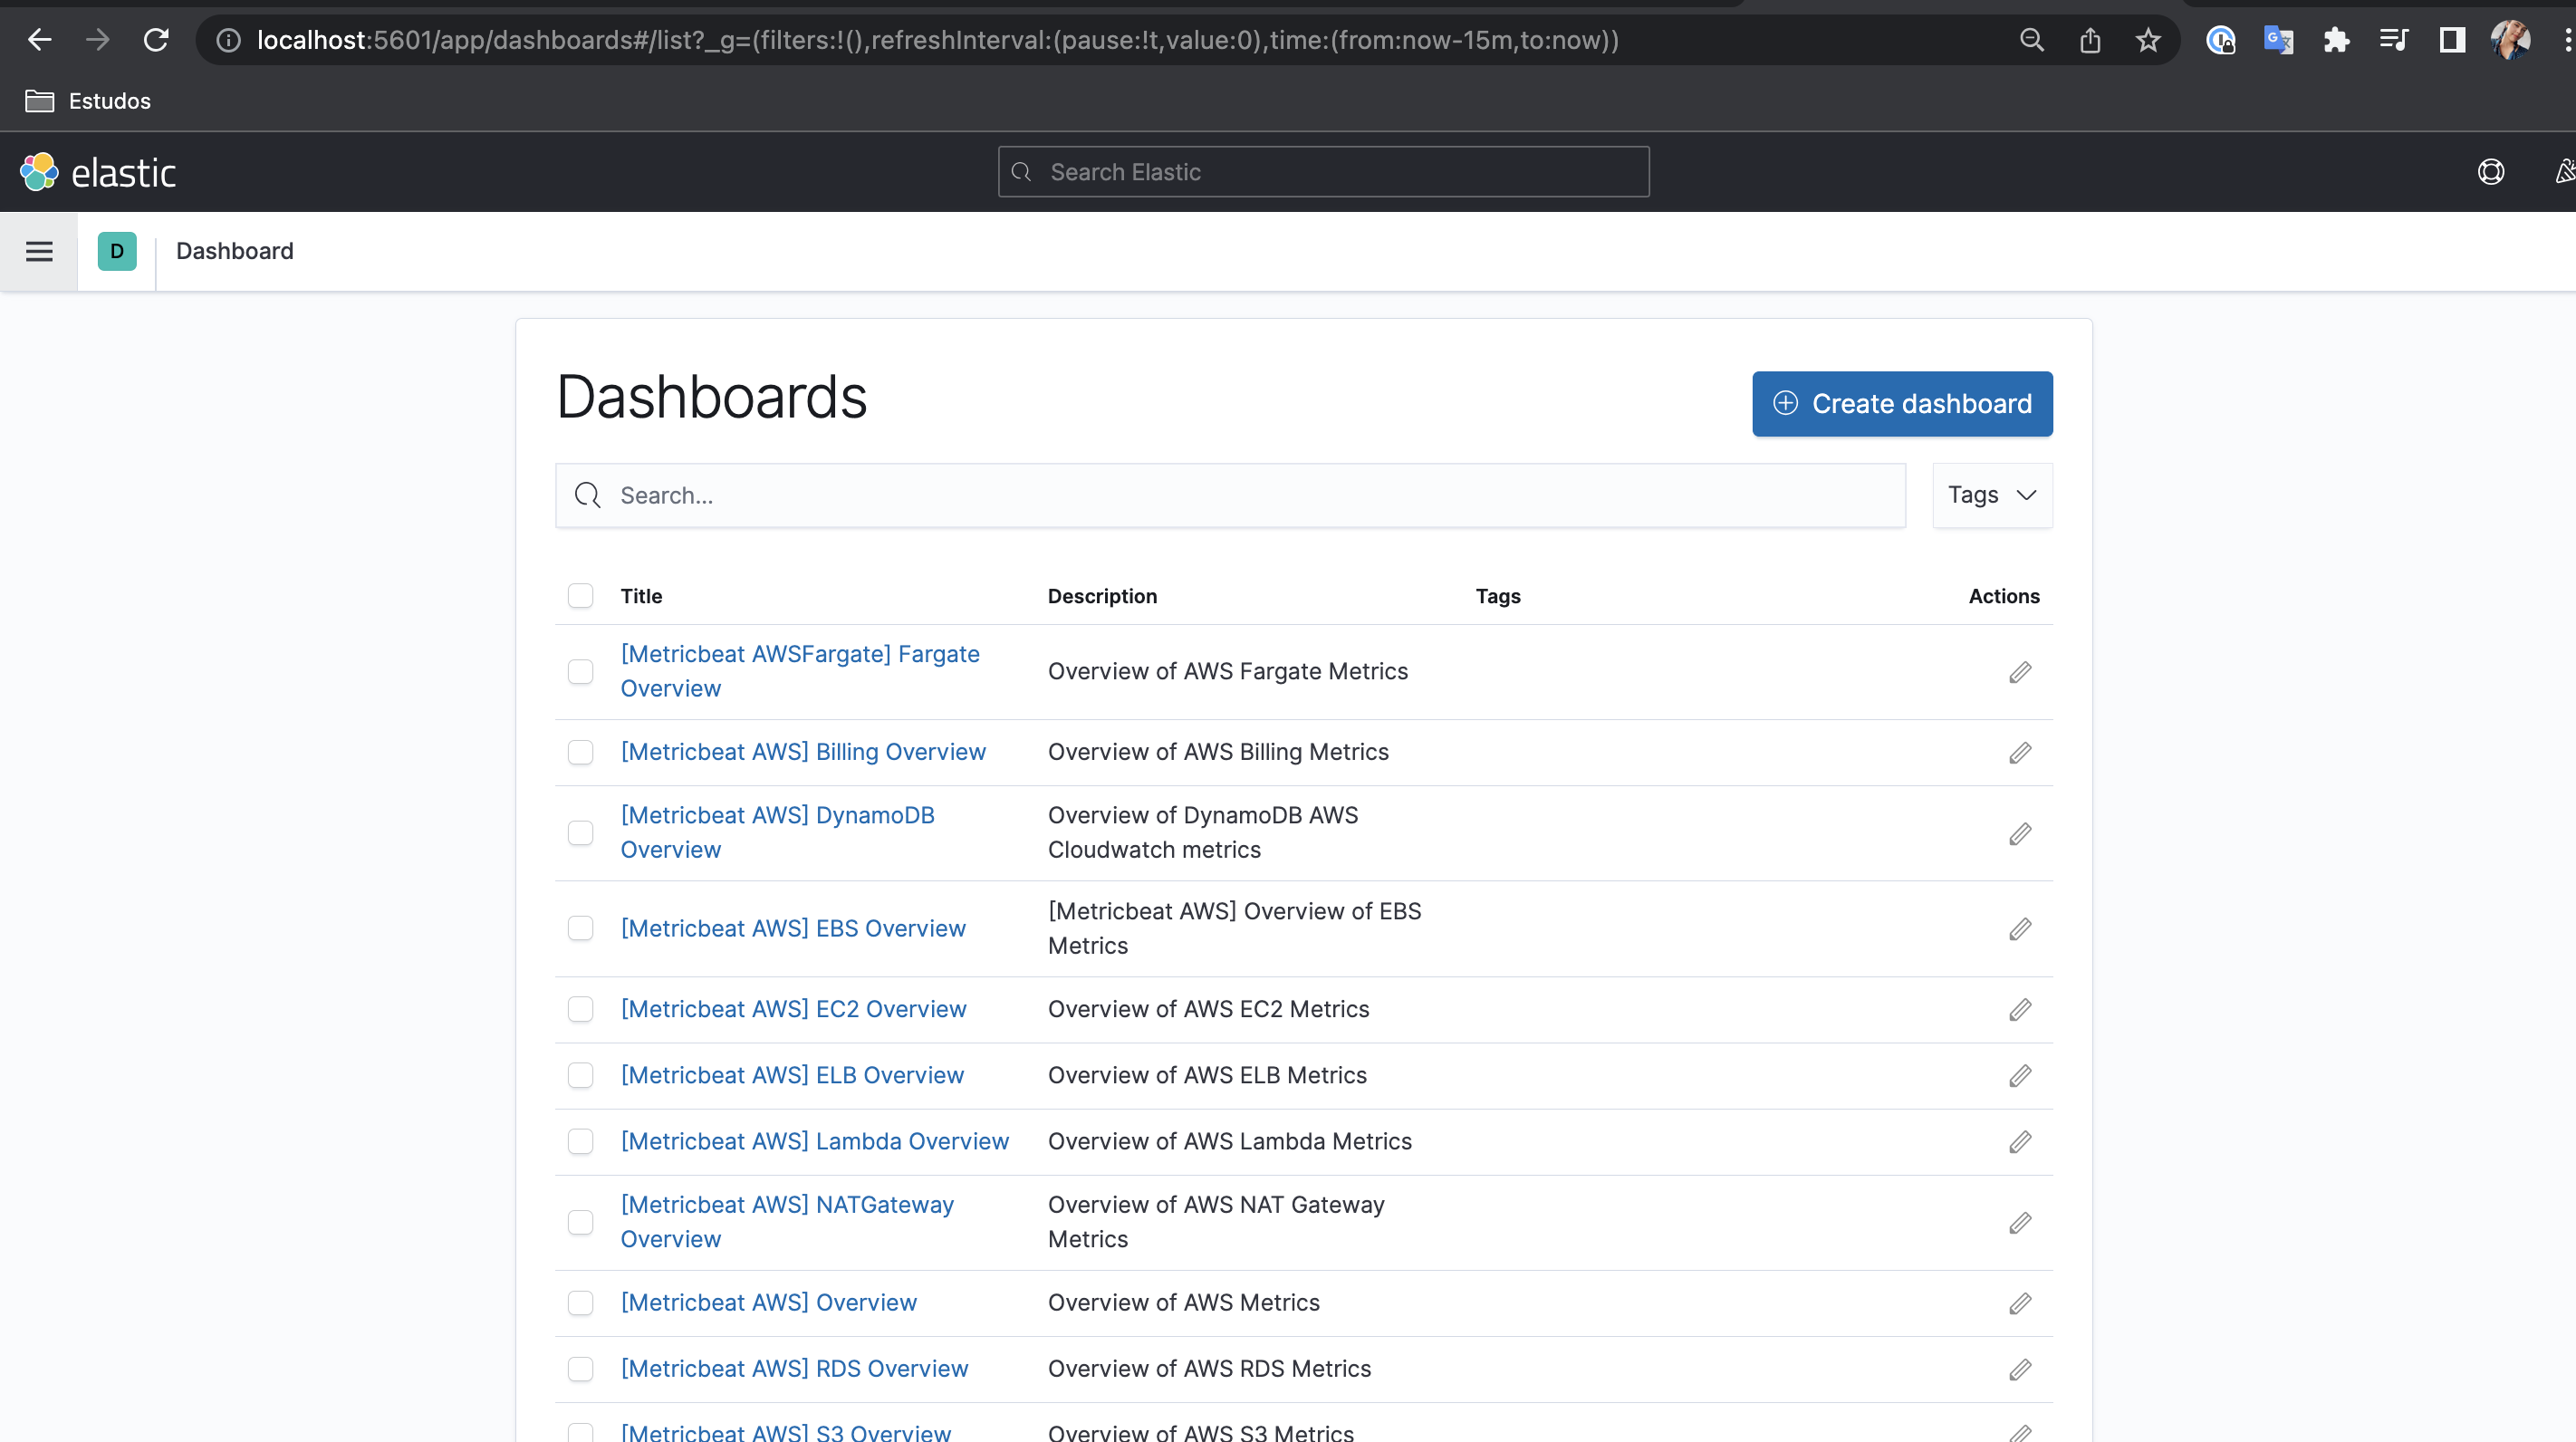 localhost:5601/app/dashboards#/list?_g=(filters:!(),refreshInterval:(pause:!t,value:0),time:(from:now-15m,to:now))
Estudos
elastic
Search Elastic
D
Dashboard
Dashboards
Create dashboard
Search...
Tags
Title Description Tags Actions
[Metricbeat AWSFargate] Fargate
Overview
Overview of AWS Fargate Metrics
[Metricbeat AWS] Billing Overview
Overview of AWS Billing Metrics
[Metricbeat AWS] DynamoDB
Overview
Overview of DynamoDB AWS
Cloudwatch metrics
[Metricbeat AWS] EBS Overview
[Metricbeat AWS] Overview of EBS
Metrics
[Metricbeat AWS] EC2 Overview
Overview of AWS EC2 Metrics
[Metricbeat AWS] ELB Overview
Overview of AWS ELB Metrics
[Metricbeat AWS] Lambda Overview
Overview of AWS Lambda Metrics
[Metricbeat AWS] NATGateway
Overview
Overview of AWS NAT Gateway
Metrics
[Metricbeat AWS] Overview
Overview of AWS Metrics
[Metricbeat AWS] RDS Overview
Overview of AWS RDS Metrics
[Metricbeat AWS] S3 Overview
Overview of AWS S3 Metrics